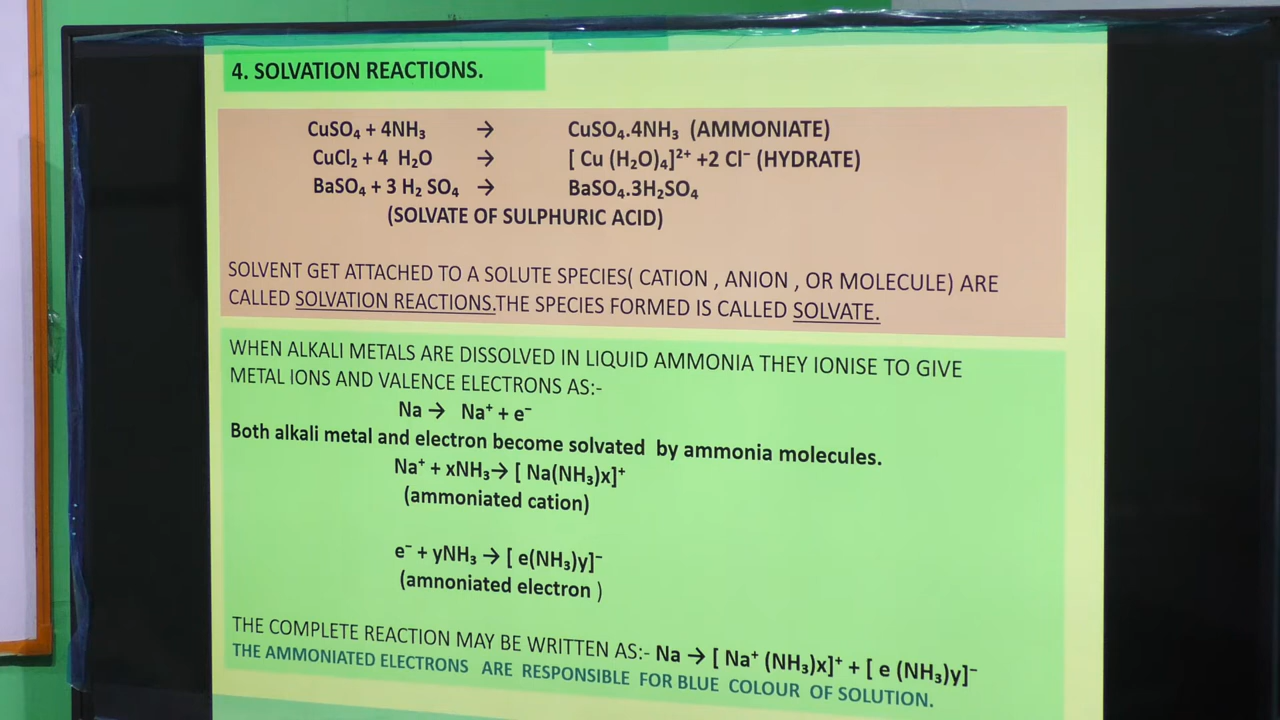 4. SOLVATION REACTIONS.
CuSO₄ + 4NH₃ → CuSO₄.4NH₃ (AMMONIATE)
CuCl₂ + 4 H₂O → [ Cu (H₂O)₄]²⁺ +2 Cl⁻ (HYDRATE)
BaSO₄ + 3 H₂ SO₄ → BaSO₄.3H₂SO₄
(SOLVATE OF SULPHURIC ACID)
SOLVENT GET ATTACHED TO A SOLUTE SPECIES( CATION , ANION , OR MOLECULE) ARE
CALLED SOLVATION REACTIONS.THE SPECIES FORMED IS CALLED SOLVATE.
WHEN ALKALI METALS ARE DISSOLVED IN LIQUID AMMONIA THEY IONISE TO GIVE
METAL IONS AND VALENCE ELECTRONS AS:-
Na → Na⁺ + e⁻
Both alkali metal and electron become solvated by ammonia molecules.
Na⁺ + xNH₃→ [ Na(NH₃)x]⁺
(ammoniated cation)
e⁻ + yNH₃ → [ e(NH₃)y]⁻
(amnoniated electron )
THE COMPLETE REACTION MAY BE WRITTEN AS:- Na → [ Na⁺ (NH₃)x]⁺ + [ e (NH₃)y]⁻
THE AMMONIATED ELECTRONS ARE RESPONSIBLE FOR BLUE COLOUR OF SOLUTION.